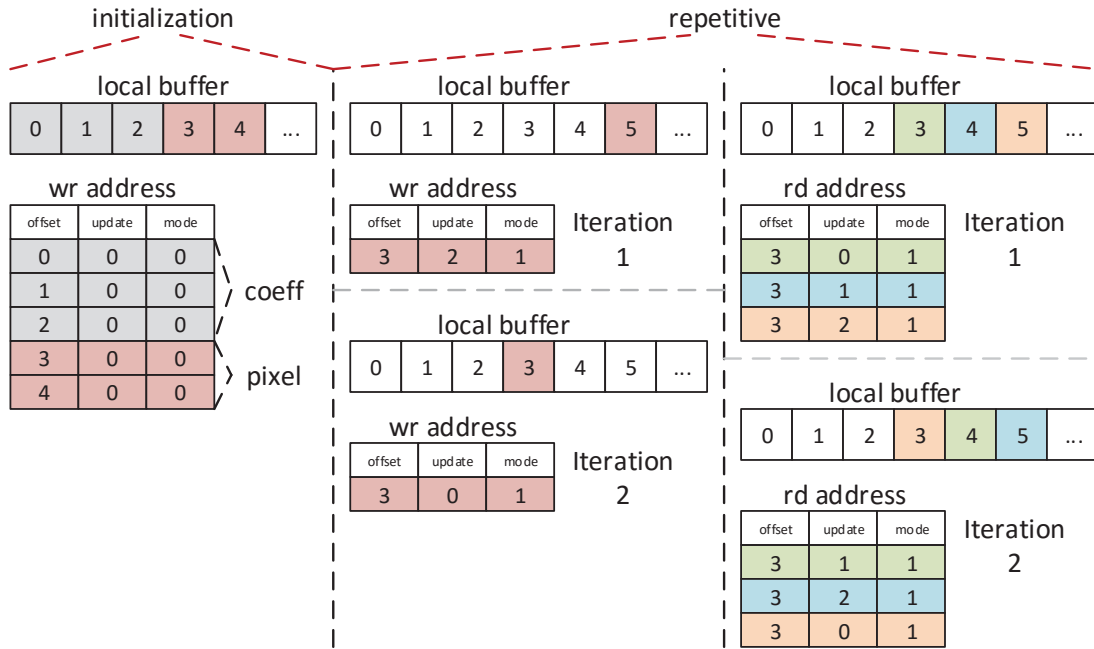 initialization
repetitive
local buffer
0 1 2 3 4 ...
wr address
offset update mode
0 0 0
1 0 0
2 0 0
3 0 0
4 0 0
coeff
pixel
local buffer
0 1 2 3 4 5 ...
wr address
offset update mode
3 2 1
Iteration
1
local buffer
0 1 2 3 4 5 ...
wr address
offset update mode
3 0 1
Iteration
2
local buffer
0 1 2 3 4 5 ...
rd address
offset update mode
3 0 1
3 1 1
3 2 1
Iteration
1
local buffer
0 1 2 3 4 5 ...
rd address
offset update mode
3 1 1
3 2 1
3 0 1
Iteration
2